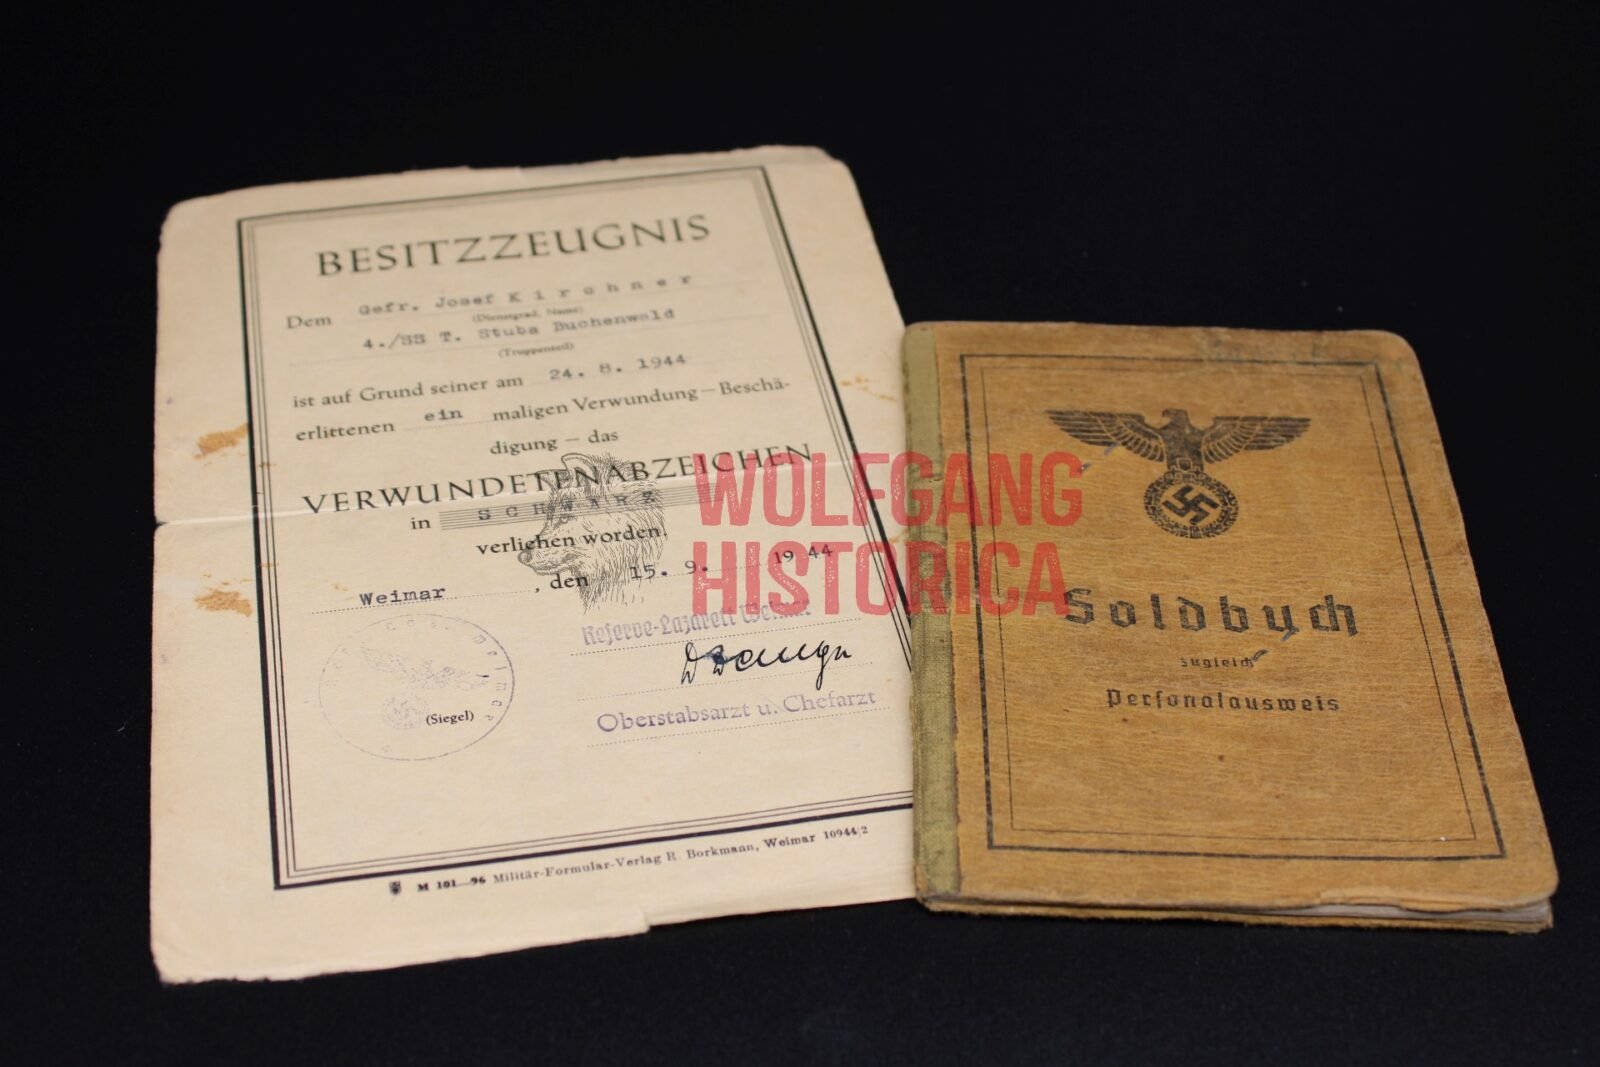 BESITZZEUGNIS
Dem Gefr. Josef Kirchner
(Dienstgrad, Name)
4./SS T. Stuba Buchenwald
(Truppenteil)
ist auf Grund seiner am 24. 8. 1944
erlittenen ein maligen Verwundung – Beschä-
digung – das
VERWUNDETENABZEICHEN
in SCHWARZ
verliehen worden.
Weimar, den 15. 9. 1944
Reserve-Lazarett Weimar
(Siegel)
Oberstabsarzt u. Chefarzt
M 101—96 Militär-Formular-Verlag R. Borkmann, Weimar 10944/2
WOLFGANG
HISTORICA
Soldbuch
zugleich
Personalausweis